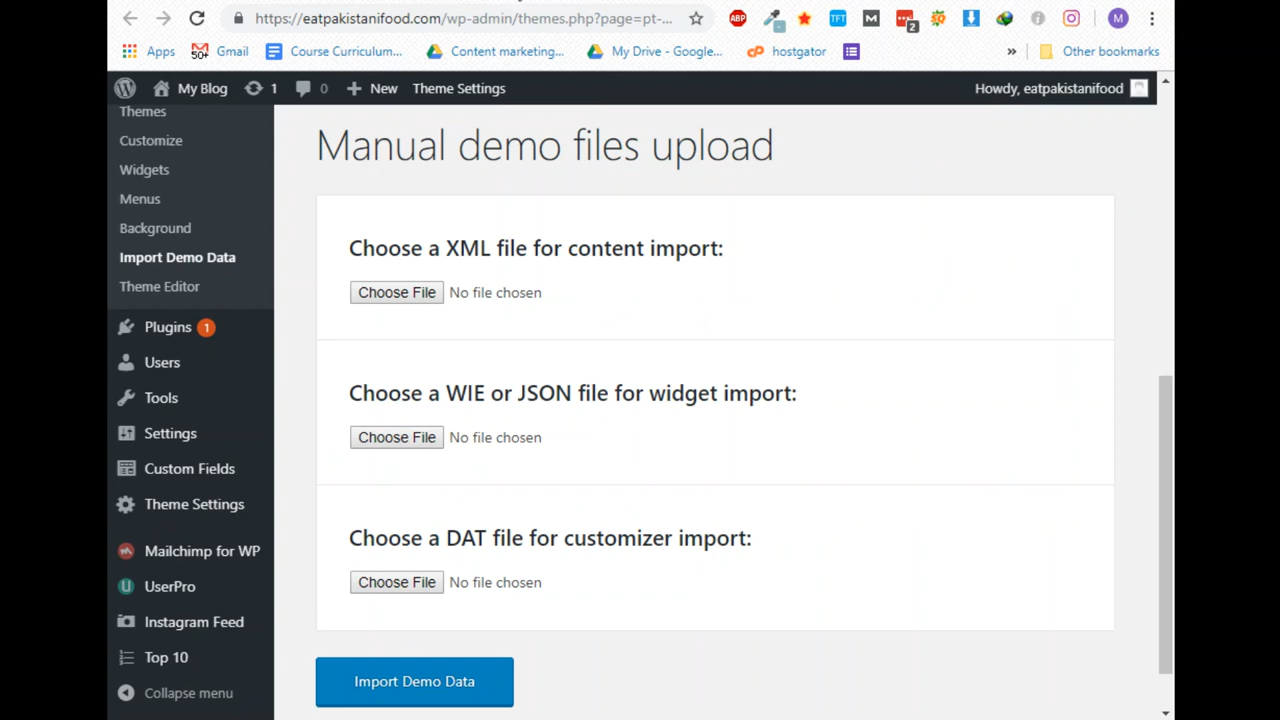 https://eatpakistanifood.com/wp-admin/themes.php?page=pt-...
ABP
TFT
M
2
M
Apps
50+
Gmail
Course Curriculum...
Content marketing...
My Drive - Google...
cP
hostgator
»
Other bookmarks
My Blog
1
0
New
Theme Settings
Howdy, eatpakistanifood
Themes
Customize
Widgets
Menus
Background
Import Demo Data
Theme Editor
Plugins 1
Users
Tools
Settings
Custom Fields
Theme Settings
Mailchimp for WP
U UserPro
Instagram Feed
Top 10
Collapse menu
Manual demo files upload
Choose a XML file for content import:
Choose File No file chosen
Choose a WIE or JSON file for widget import:
Choose File No file chosen
Choose a DAT file for customizer import:
Choose File No file chosen
Import Demo Data